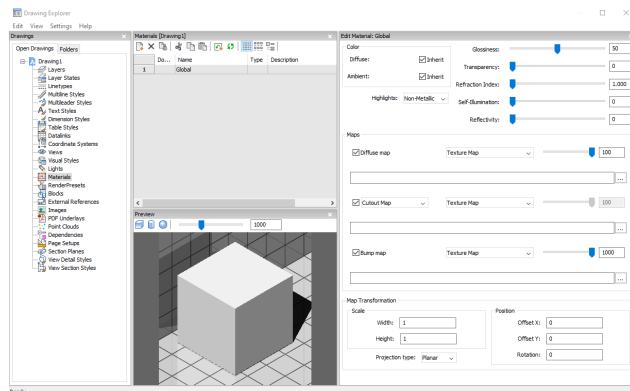 Drawing Explorer
Edit View Settings Help
Drawings
Open Drawings Folders
Drawing1
Layers
Layer States
Linetypes
Multiline Styles
Multileader Styles
Text Styles
Dimension Styles
Table Styles
Datalinks
Coordinate Systems
Views
Visual Styles
Lights
Materials
RenderPresets
Blocks
External References
Images
PDF Underlays
Point Clouds
Dependencies
Page Setups
Section Planes
View Detail Styles
View Section Styles
Materials [Drawing1]
Do... Name Type Description
1 Global
Preview
1000
Edit Material: Global
Color
Diffuse: Inherit
Ambient: Inherit
Highlights: Non-Metallic
Glossiness: 50
Transparency: 0
Refraction Index: 1.000
Self-Illumination: 0
Reflectivity: 0
Maps
Diffuse map Texture Map 100
...
Cutout Map Texture Map 100
...
Bump map Texture Map 1000
...
Map Transformation
Scale
Width: 1
Height: 1
Projection type: Planar
Position
Offset X: 0
Offset Y: 0
Rotation: 0